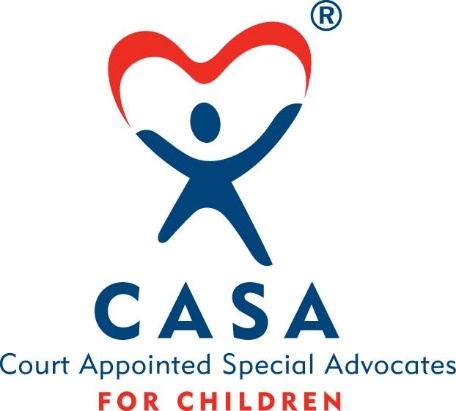 ®
CASA
Court Appointed Special Advocates
FOR CHILDREN